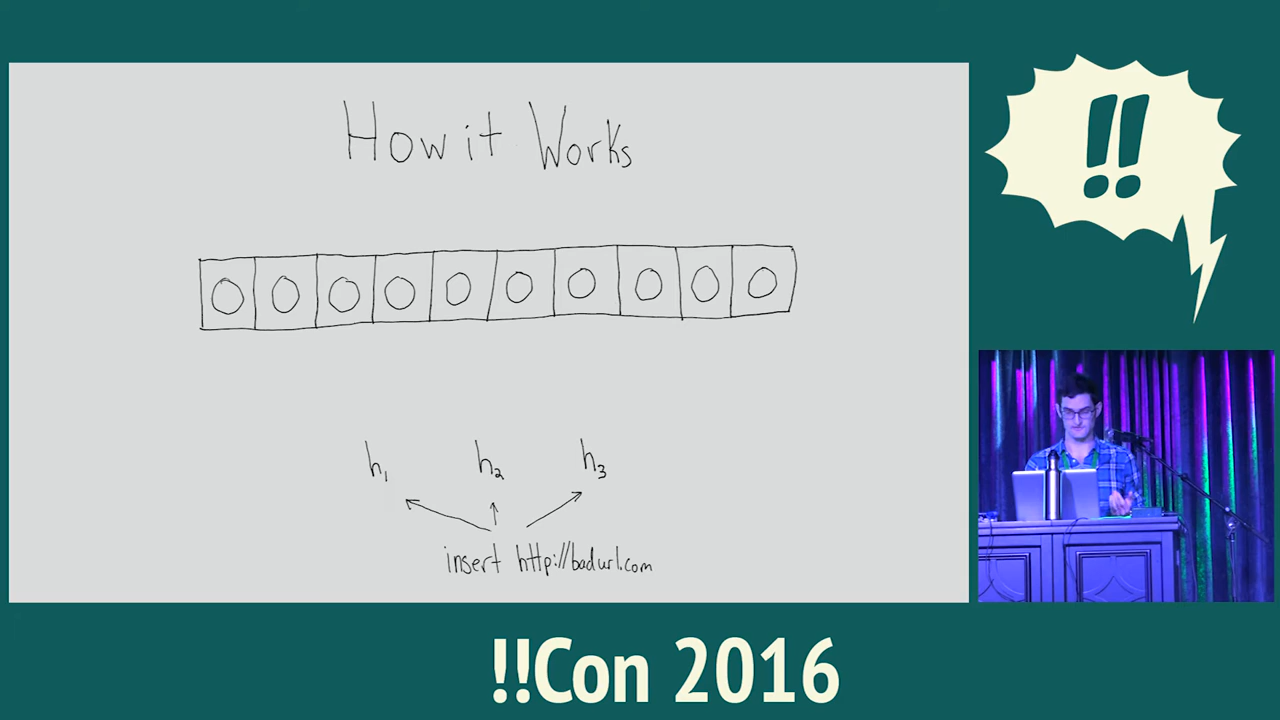 How it Works
0 0 0 0 0 0 0 0 0 0
h₁ h₂ h₃
insert http://badurl.com
!!
!!Con 2016